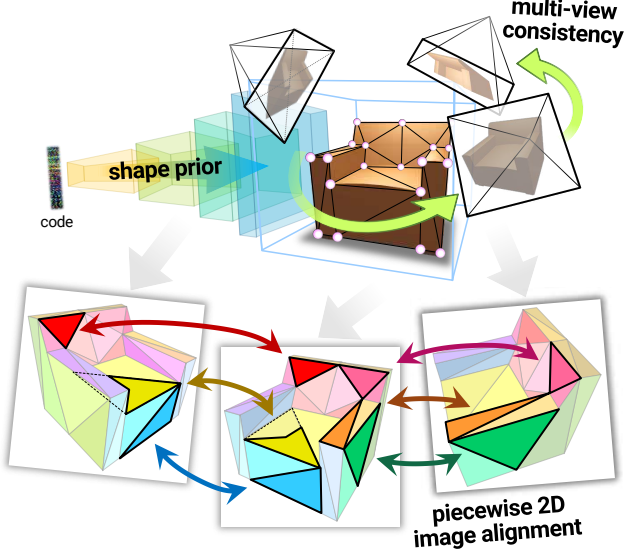 multi-view
consistency
shape prior
code
piecewise 2D
image alignment